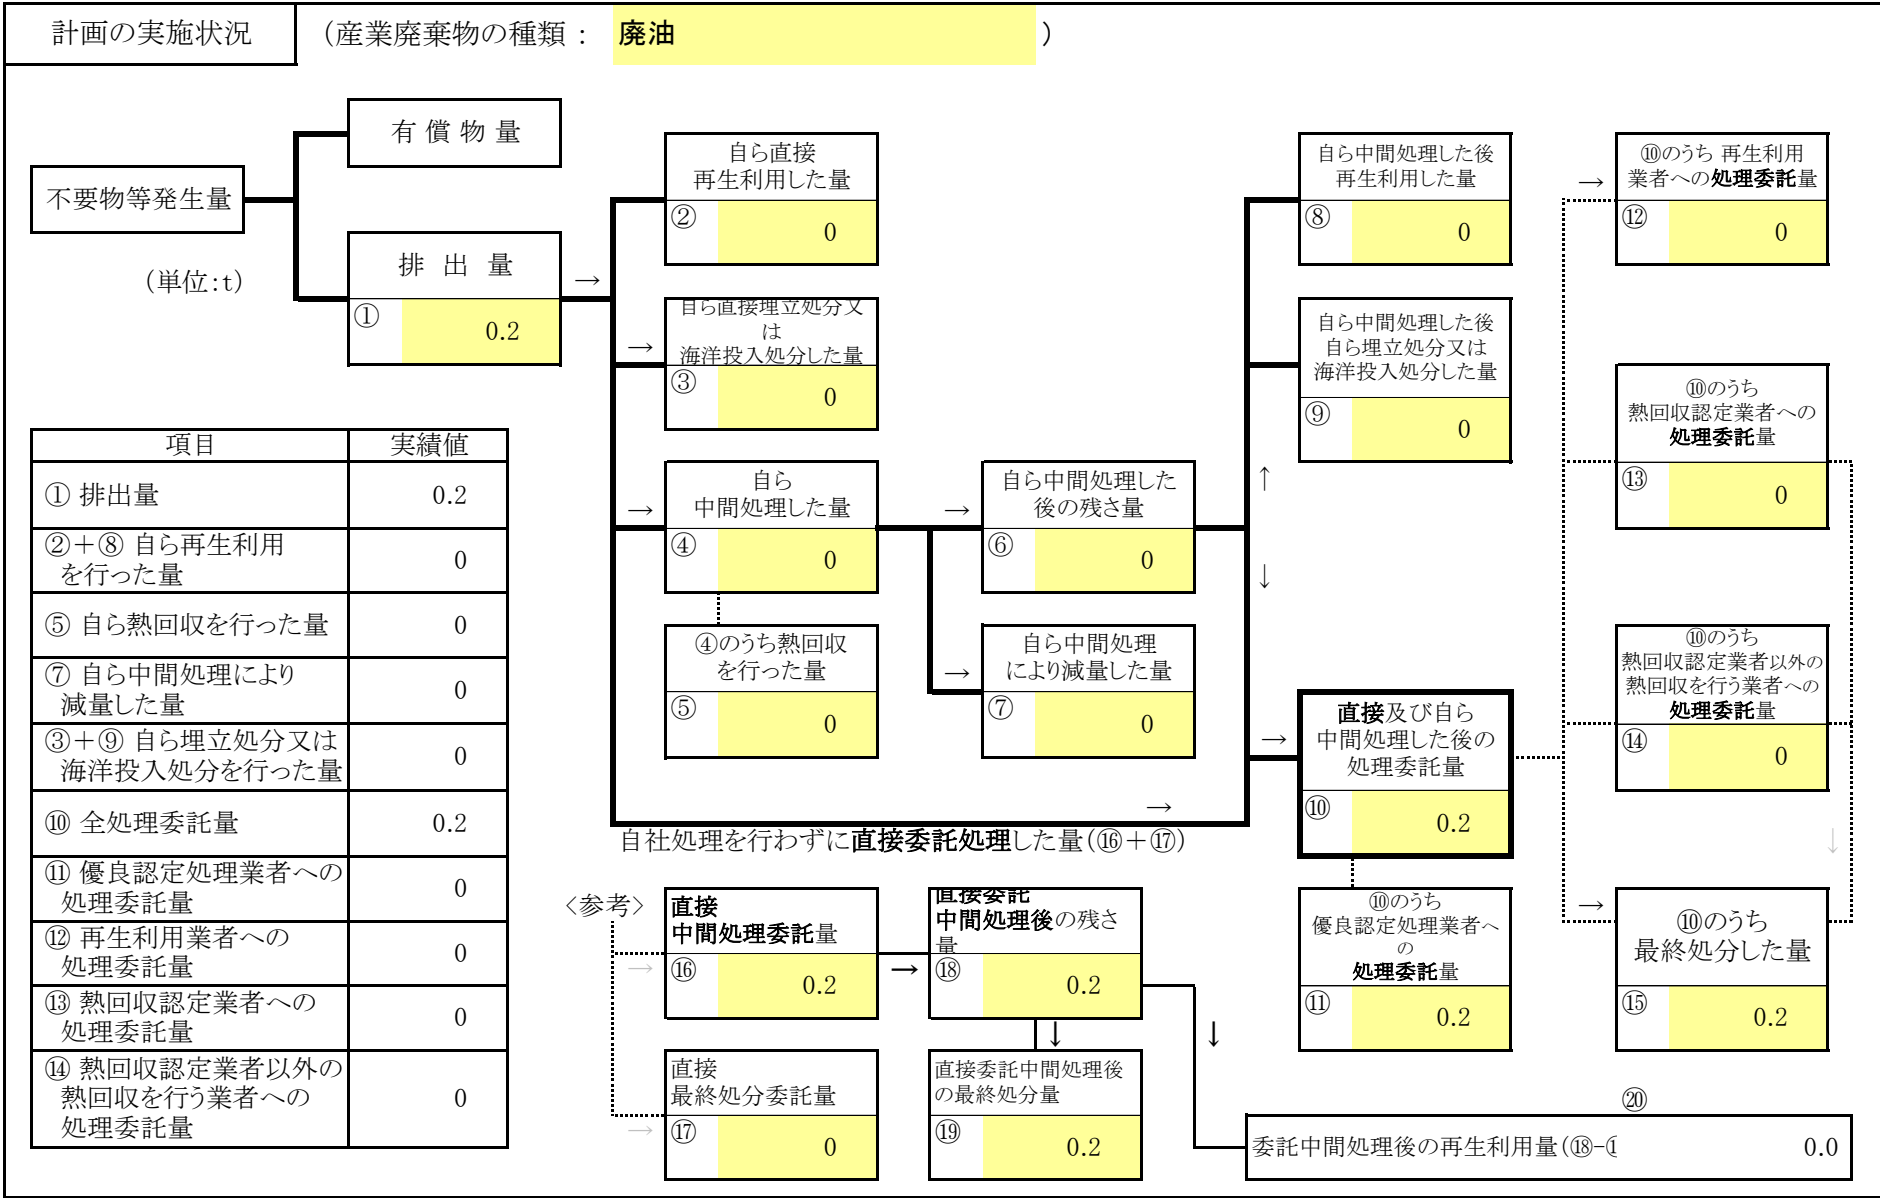 計画の実施状況
（産業廃棄物の種類： 廃油 ）
有 償 物 量
不要物等発生量
(単位:t)
排 出 量
→
① 0.2
自ら直接
再生利用した量
② 0
自ら直接埋立処分又
は
海洋投入処分した量
→
③ 0
自ら
中間処理した量
→
④ 0
④のうち熱回収
を行った量
⑤ 0
→
自ら中間処理した
後の残さ量
⑥ 0
→
自ら中間処理
により減量した量
⑦ 0
自ら中間処理した後
再生利用した量
⑧ 0
自ら中間処理した後
自ら埋立処分又は
海洋投入処分した量
⑨ 0
↑
↓
→
直接及び自ら
中間処理した後の
処理委託量
⑩ 0.2
⑩のうち
優良認定処理業者へ
の
処理委託量
⑪ 0.2
→
⑩のうち 再生利用
業者への処理委託量
⑫ 0
⑩のうち
熱回収認定業者への
処理委託量
⑬ 0
⑩のうち
熱回収認定業者以外の
熱回収を行う業者への
処理委託量
⑭ 0
↓
→
⑩のうち
最終処分した量
⑮ 0.2
項目 実績値
① 排出量 0.2
②＋⑧ 自ら再生利用
を行った量 0
⑤ 自ら熱回収を行った量 0
⑦ 自ら中間処理により
減量した量 0
③＋⑨ 自ら埋立処分又は
海洋投入処分を行った量 0
⑩ 全処理委託量 0.2
⑪ 優良認定処理業者への
処理委託量 0
⑫ 再生利用業者への
処理委託量 0
⑬ 熱回収認定業者への
処理委託量 0
⑭ 熱回収認定業者以外の
熱回収を行う業者への
処理委託量 0
→
自社処理を行わずに直接委託処理した量(⑯＋⑰)
〈参考〉
直接
中間処理委託量
→
⑯ 0.2
→
直接委託
中間処理後の残さ
量
⑱ 0.2
↓
↓
直接
最終処分委託量
→
⑰ 0
直接委託中間処理後
の最終処分量
⑲ 0.2
⑳
委託中間処理後の再生利用量(⑱-
0.0